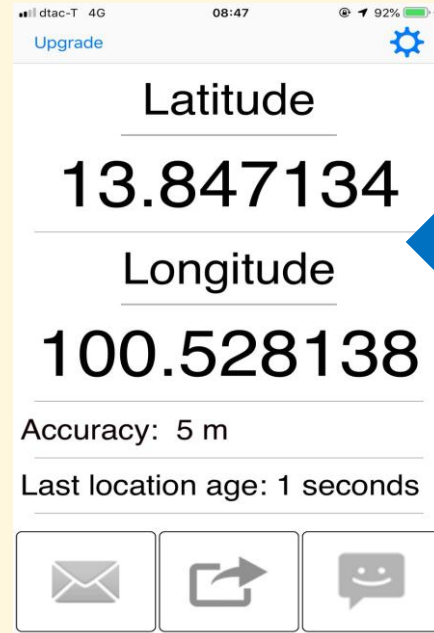 dtac-T 4G 08:47 92%
Upgrade
Latitude
13.847134
Longitude
100.528138
Accuracy: 5 m
Last location age: 1 seconds